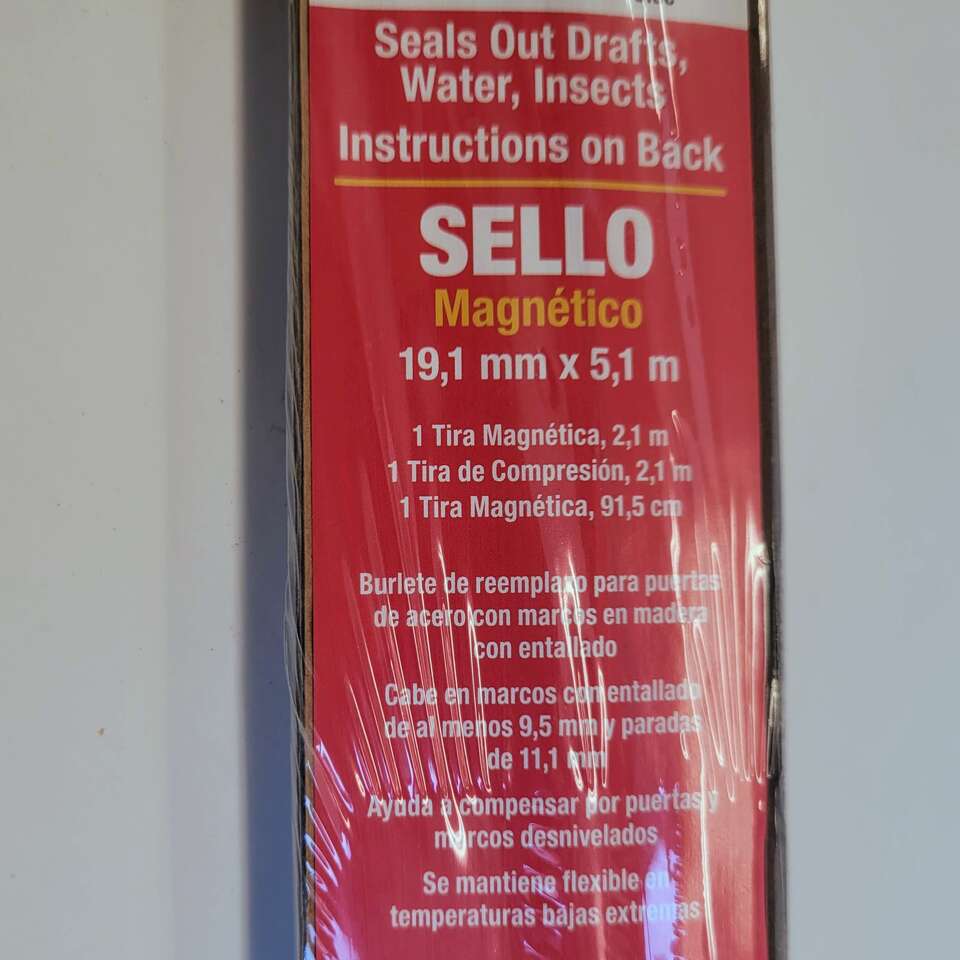 Seals Out Drafts,
Water, Insects
Instructions on Back
SELLO
Magnético
19,1 mm x 5,1 m
1 Tira Magnética, 2,1 m
1 Tira de Compresión, 2,1 m
1 Tira Magnética, 91,5 cm
Burlete de reemplazo para puertas
de acero con marcos en madera
con entallado
Cabe en marcos con entallado
de al menos 9,5 mm y paradas
de 11,1 mm
Ayuda a compensar por puertas y
marcos desnivelados
Se mantiene flexible en
temperaturas bajas extremas